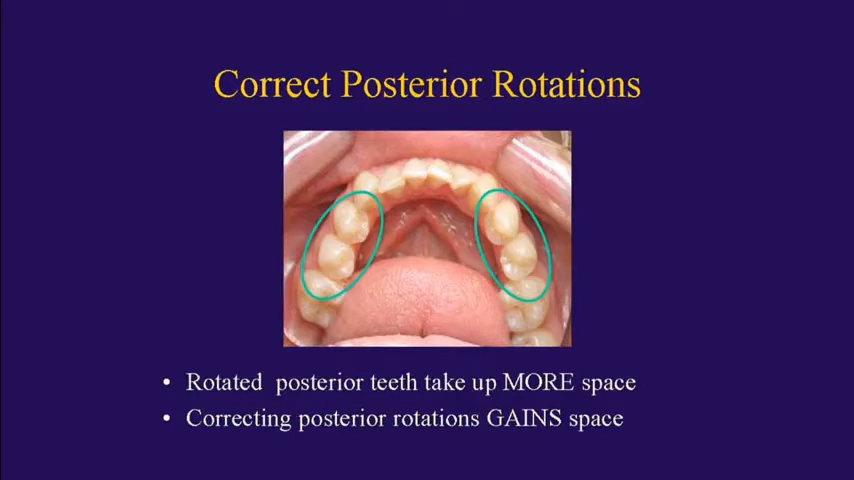 Correct Posterior Rotations
• Rotated posterior teeth take up MORE space
• Correcting posterior rotations GAINS space